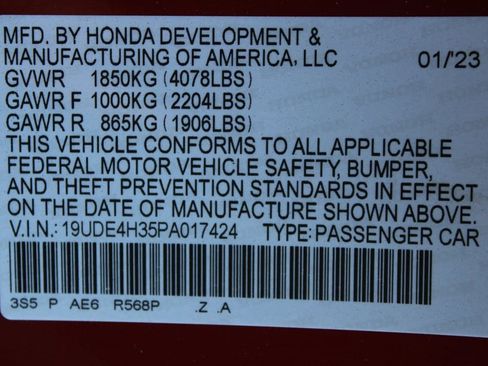 MFD. BY HONDA DEVELOPMENT &
MANUFACTURING OF AMERICA, LLC 01/23
GVWR 1850KG (4078LBS)
GAWR F 1000KG (2204LBS)
GAWR R 865KG (1906LBS)
THIS VEHICLE CONFORMS TO ALL APPLICABLE
FEDERAL MOTOR VEHICLE SAFETY, BUMPER,
AND THEFT PREVENTION STANDARDS IN EFFECT
ON THE DATE OF MANUFACTURE SHOWN ABOVE.
V.I.N.: 19UDE4H35PA017424 TYPE: PASSENGER CAR
3S5 P AE6 R568P .Z .A